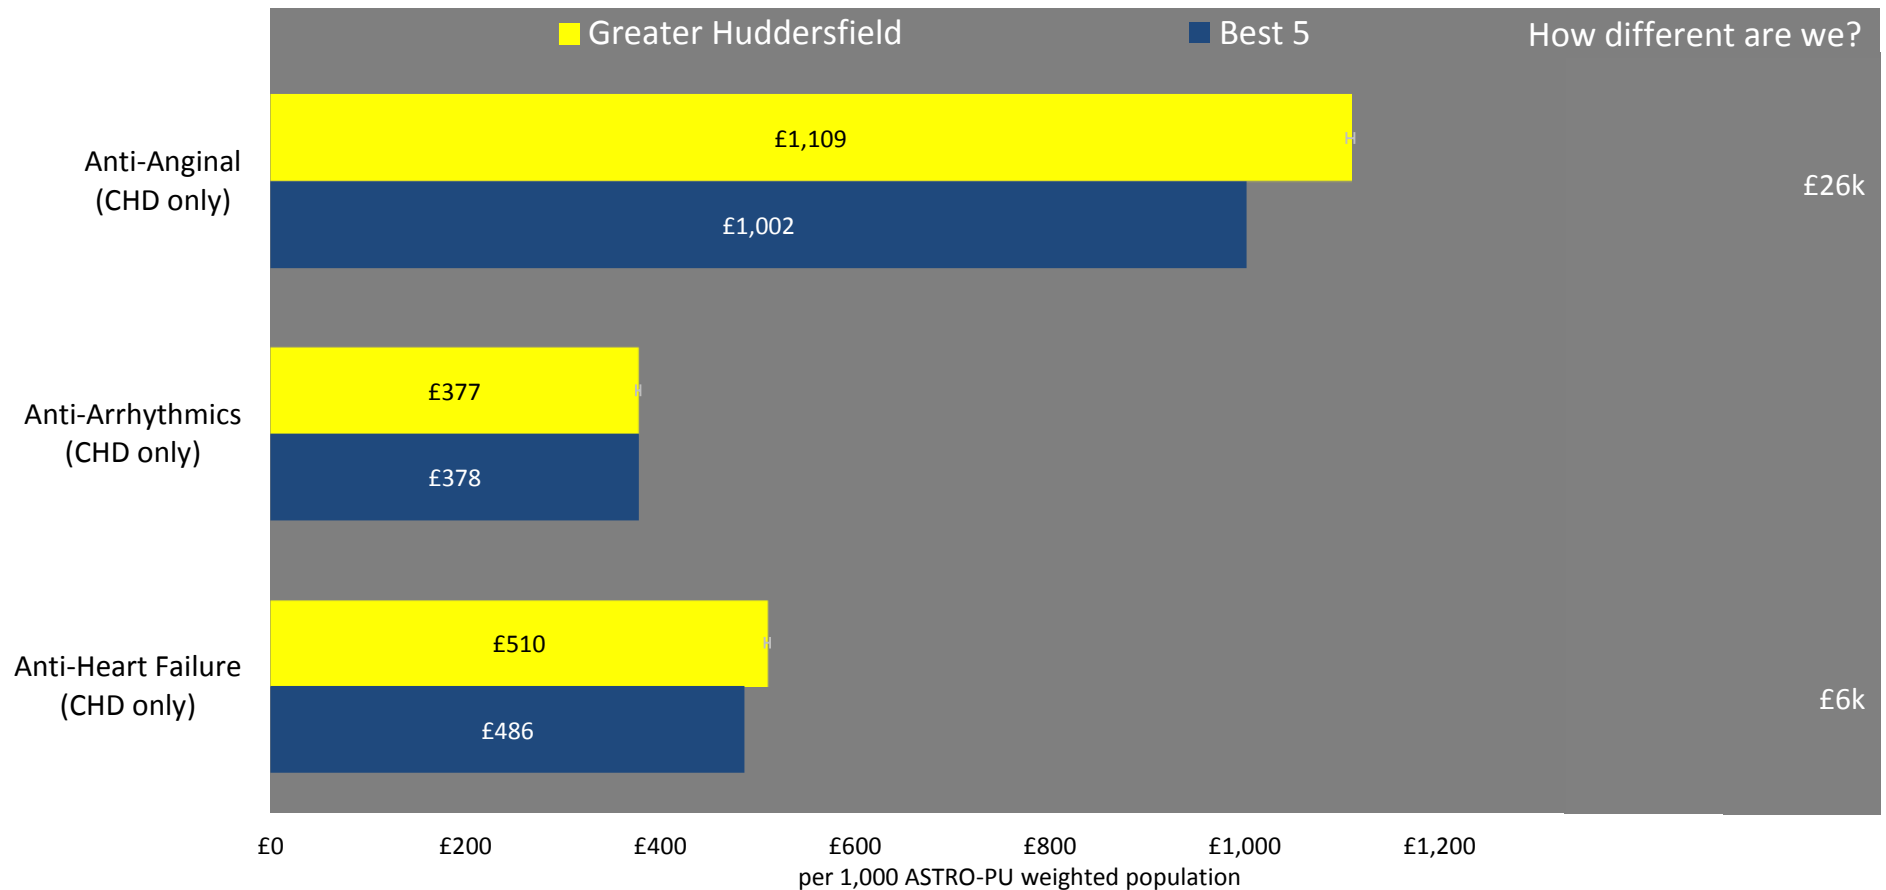 Greater Huddersfield
Best 5
How different are we?
Anti-Anginal
(CHD only)
£1,109
£1,002
£26k
Anti-Arrhythmics
(CHD only)
£377
£378
Anti-Heart Failure
(CHD only)
£510
£486
£6k
£0 £200 £400 £600 £800 £1,000 £1,200
per 1,000 ASTRO-PU weighted population